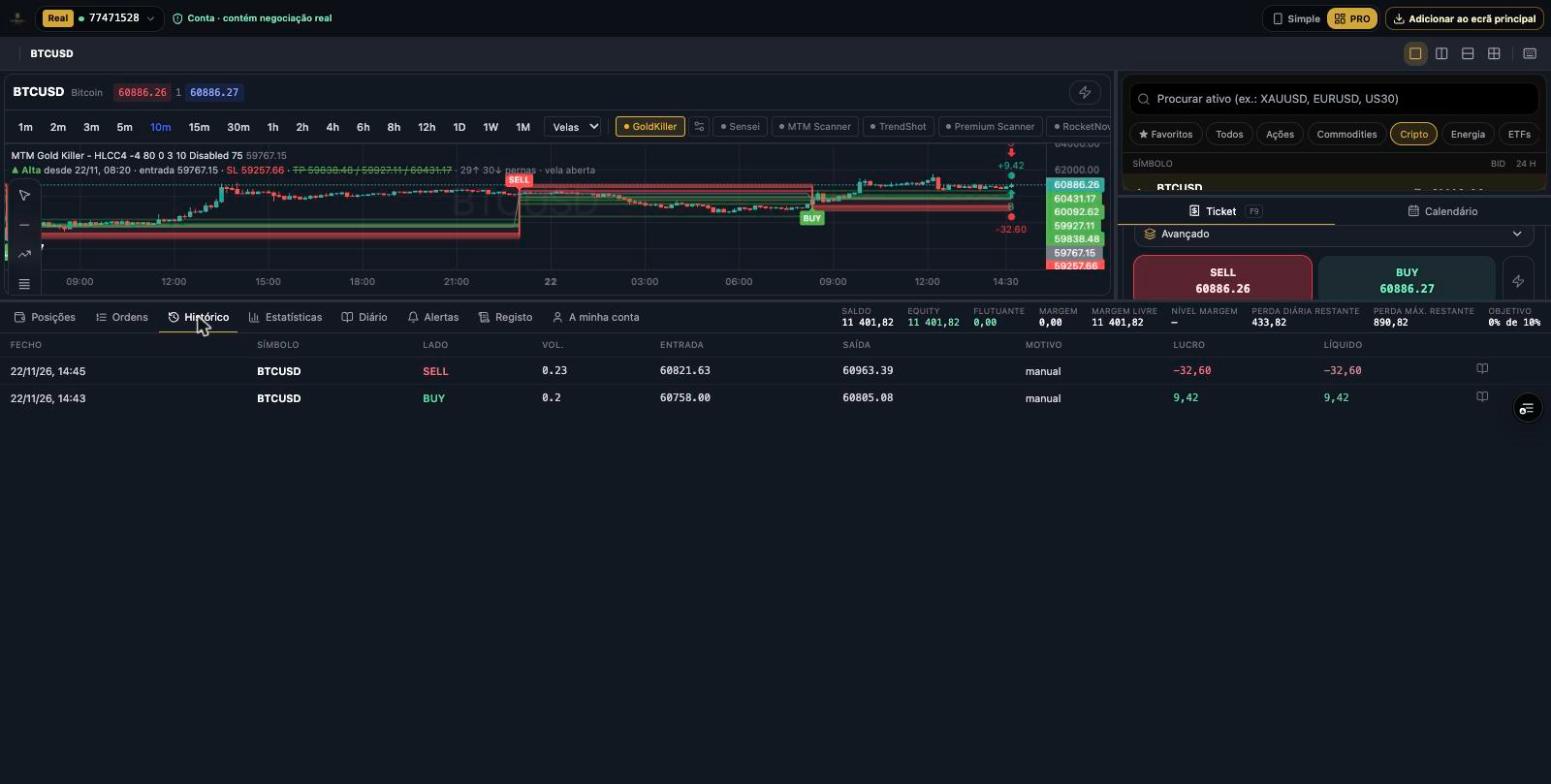 Real 77471528 Conta · contém negociação real Simple PRO Adicionar ao ecrã principal
BTCUSD
BTCUSD Bitcoin 60886.26 1 60886.27
1m 2m 3m 5m 10m 15m 30m 1h 2h 4h 6h 8h 12h 1D 1W 1M Velas GoldKiller Sensei MTM Scanner TrendShot Premium Scanner RocketNov
MTM Gold Killer - HLCC4 -4 80 0 3 10 Disabled 75 59767.15
Alta desde 22/11, 08:20 · entrada 59767.15 · SL 59257.66 · TP 59838.48 / 59927.11 / 60431.17 · 29↑ 30↓ pernas · vela aberta
SELL
BUY
BTCUSD
+9.42
-32.60
64000.00
62000.00
60886.26
60431.17
60092.62
59927.11
59838.48
59767.15
59257.66
09:00 12:00 15:00 18:00 21:00 22 03:00 06:00 09:00 12:00 14:30
Procurar ativo (ex.: XAUUSD, EURUSD, US30)
Favoritos Todos Ações Commodities Cripto Energia ETFs
SÍMBOLO BID 24 H
BTCUSD
Ticket F9 Calendário
Avançado
SELL
60886.26
BUY
60886.27
Posições Ordens Histórico Estatísticas Diário Alertas Registo A minha conta
SALDO EQUITY FLUTUANTE MARGEM MARGEM LIVRE NÍVEL MARGEM PERDA DIÁRIA RESTANTE PERDA MÁX. RESTANTE OBJETIVO
11 401,82 11 401,82 0,00 0,00 11 401,82 – 433,82 890,82 0% de 10%
FECHO SÍMBOLO LADO VOL. ENTRADA SAÍDA MOTIVO LUCRO LÍQUIDO
22/11/26, 14:45 BTCUSD SELL 0.23 60821.63 60963.39 manual −32,60 −32,60
22/11/26, 14:43 BTCUSD BUY 0.2 60758.00 60805.08 manual 9,42 9,42